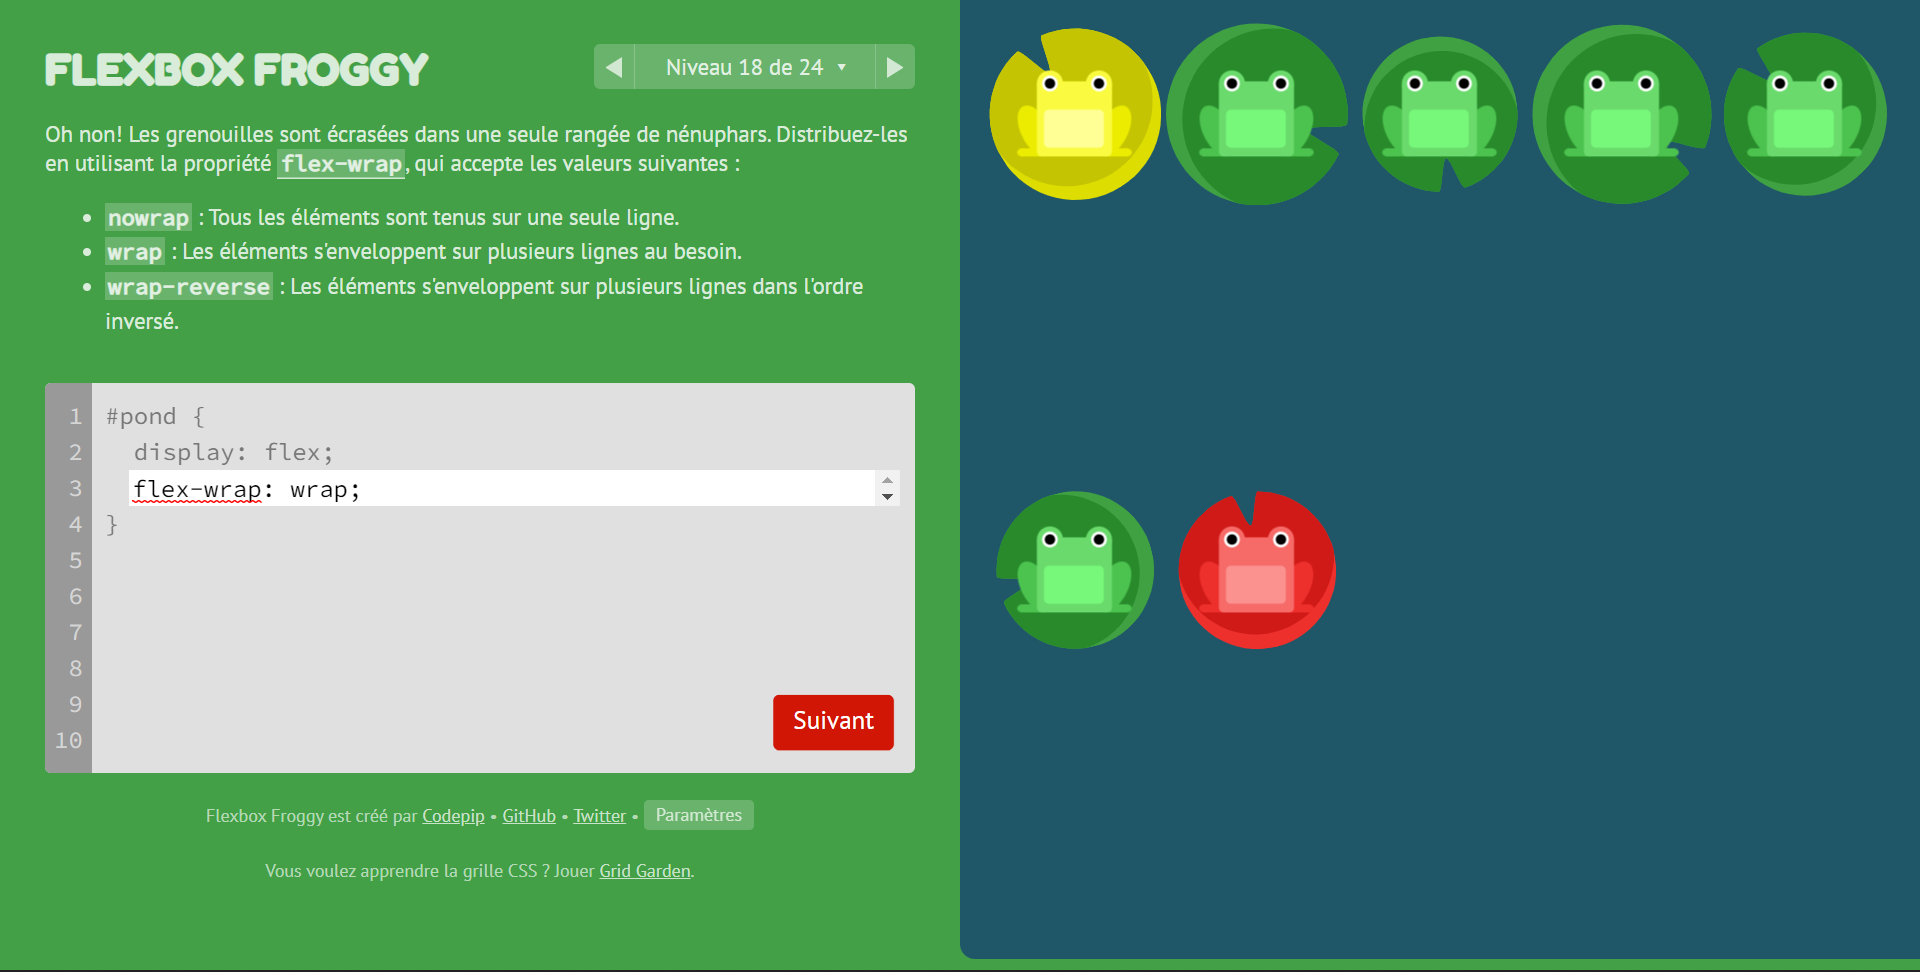 FLEXBOX FROGGY
Niveau 18 de 24
Oh non! Les grenouilles sont écrasées dans une seule rangée de nénuphars. Distribuez-les
en utilisant la propriété flex-wrap, qui accepte les valeurs suivantes :
• nowrap : Tous les éléments sont tenus sur une seule ligne.
• wrap : Les éléments s'enveloppent sur plusieurs lignes au besoin.
• wrap-reverse : Les éléments s'enveloppent sur plusieurs lignes dans l'ordre
inversé.
1 #pond {
2 display: flex;
3 flex-wrap: wrap;
4 }
5
6
7
8
9
10
Suivant
Flexbox Froggy est créé par Codepip • GitHub • Twitter • Paramètres
Vous voulez apprendre la grille CSS ? Jouer Grid Garden.